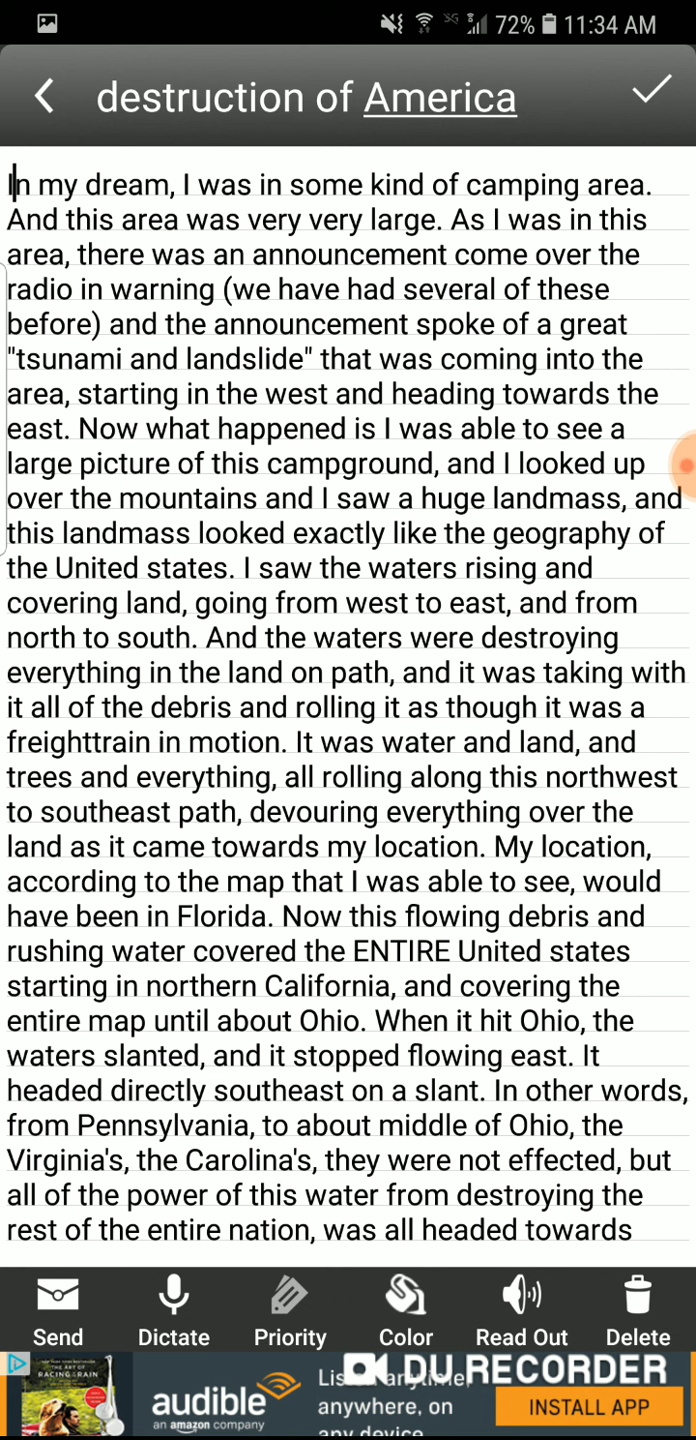 5G 72% 11:34 AM
destruction of America
In my dream, I was in some kind of camping area.
And this area was very very large. As I was in this
area, there was an announcement come over the
radio in warning (we have had several of these
before) and the announcement spoke of a great
"tsunami and landslide" that was coming into the
area, starting in the west and heading towards the
east. Now what happened is I was able to see a
large picture of this campground, and I looked up
over the mountains and I saw a huge landmass, and
this landmass looked exactly like the geography of
the United states. I saw the waters rising and
covering land, going from west to east, and from
north to south. And the waters were destroying
everything in the land on path, and it was taking with
it all of the debris and rolling it as though it was a
freighttrain in motion. It was water and land, and
trees and everything, all rolling along this northwest
to southeast path, devouring everything over the
land as it came towards my location. My location,
according to the map that I was able to see, would
have been in Florida. Now this flowing debris and
rushing water covered the ENTIRE United states
starting in northern California, and covering the
entire map until about Ohio. When it hit Ohio, the
waters slanted, and it stopped flowing east. It
headed directly southeast on a slant. In other words,
from Pennsylvania, to about middle of Ohio, the
Virginia's, the Carolina's, they were not effected, but
all of the power of this water from destroying the
rest of the entire nation, was all headed towards
Send Dictate Priority Color Read Out Delete
DU RECORDER
THE ART OF
RACING IN THE RAIN
audible
an amazon company
anywhere, on
any device
INSTALL APP